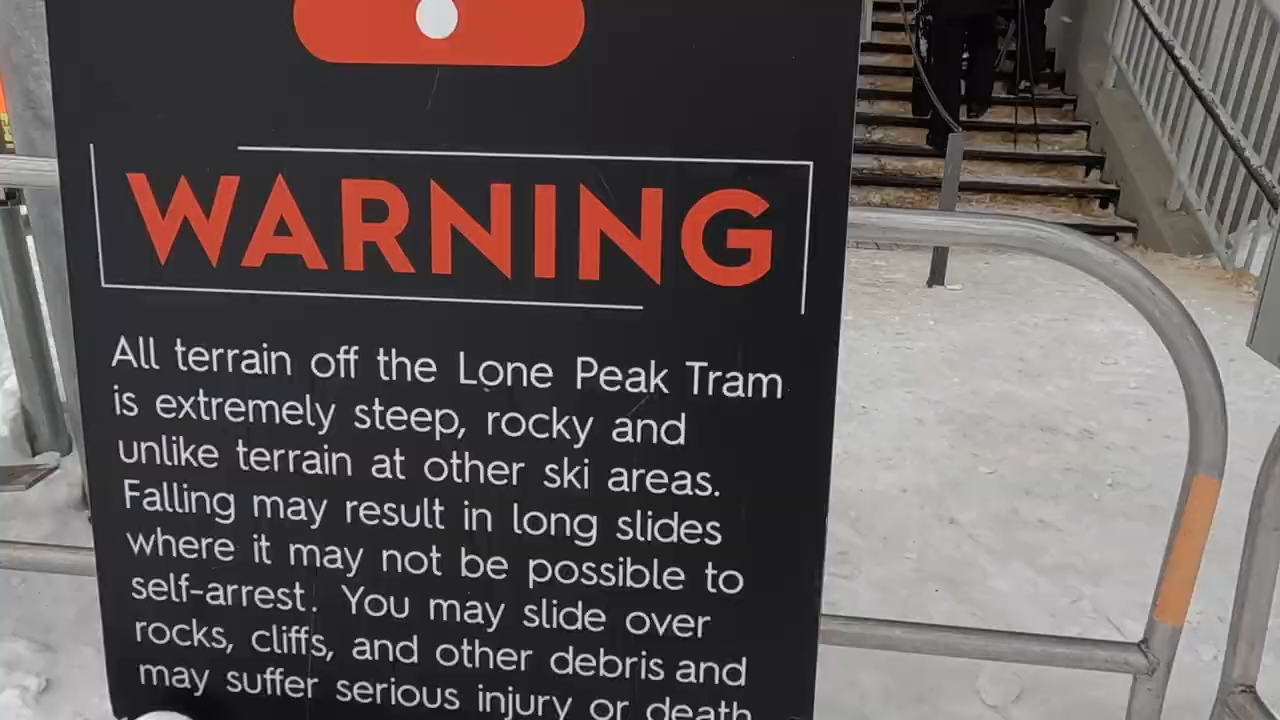 WARNING
All terrain off the Lone Peak Tram
is extremely steep, rocky and
unlike terrain at other ski areas.
Falling may result in long slides
where it may not be possible to
self-arrest. You may slide over
rocks, cliffs, and other debris and
may suffer serious injury or death